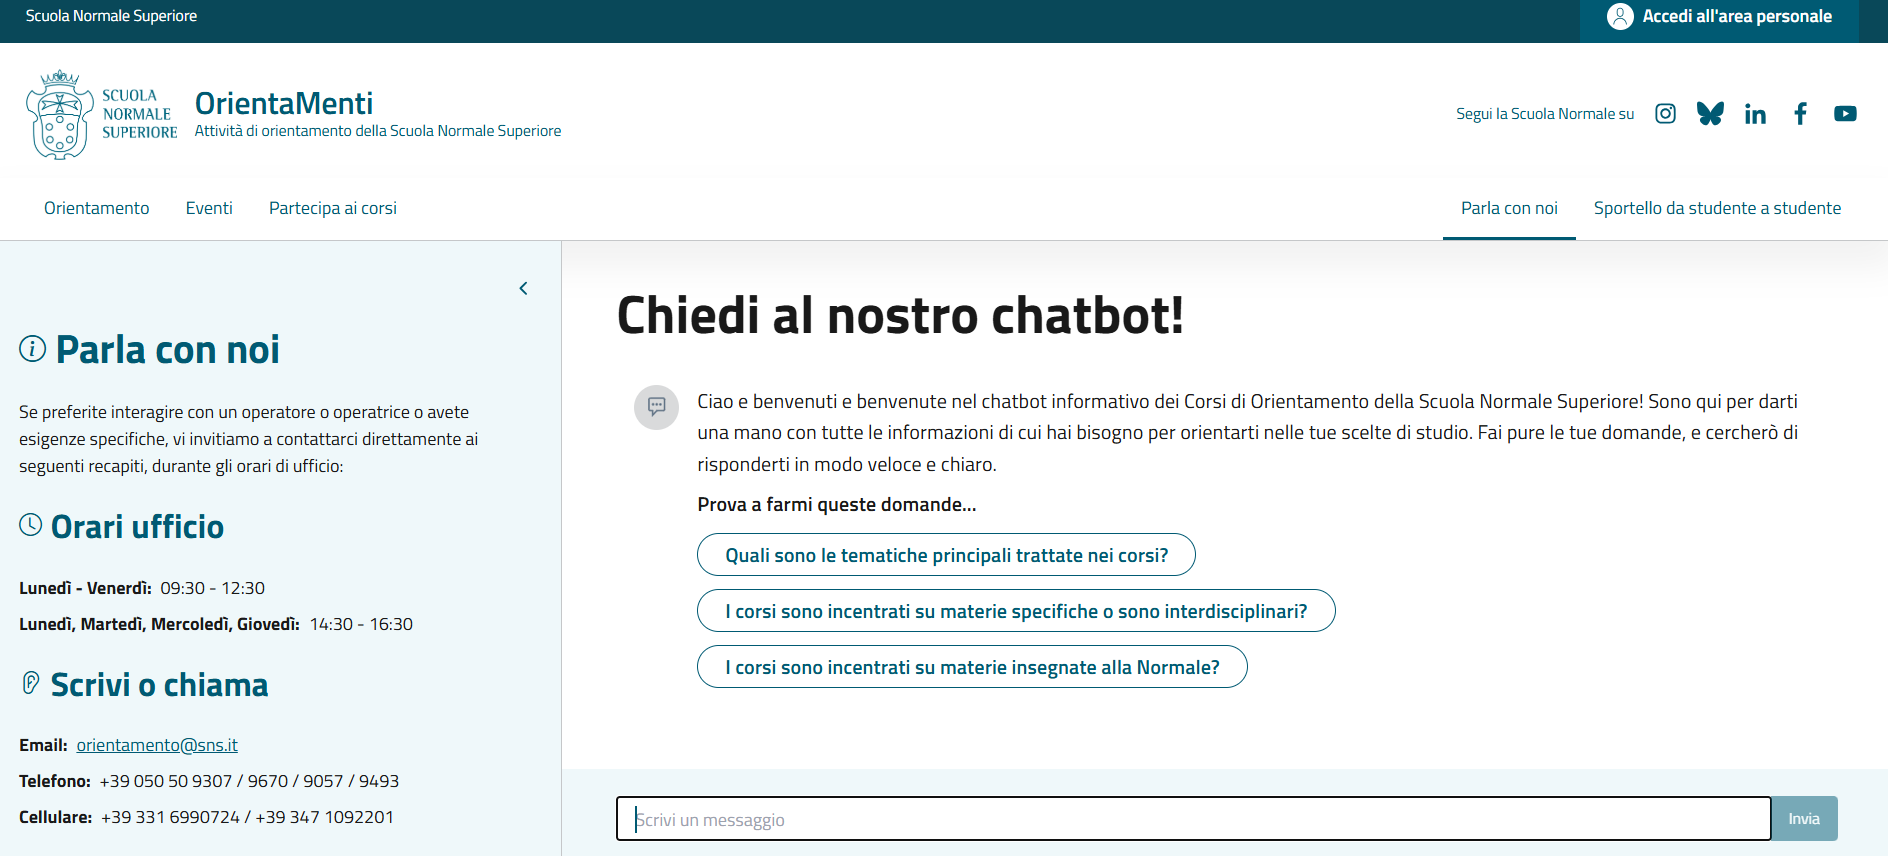 Scuola Normale Superiore
Accedi all'area personale
SCUOLA
NORMALE
SUPERIORE
OrientaMenti
Attività di orientamento della Scuola Normale Superiore
Segui la Scuola Normale su
Orientamento
Eventi
Partecipa ai corsi
Parla con noi
Sportello da studente a studente
Parla con noi
Se preferite interagire con un operatore o operatrice o avete
esigenze specifiche, vi invitiamo a contattarci direttamente ai
seguenti recapiti, durante gli orari di ufficio:
Orari ufficio
Lunedì - Venerdì: 09:30 - 12:30
Lunedì, Martedì, Mercoledì, Giovedì: 14:30 - 16:30
Scrivi o chiama
Email: orientamento@sns.it
Telefono: +39 050 50 9307 / 9670 / 9057 / 9493
Cellulare: +39 331 6990724 / +39 347 1092201
Chiedi al nostro chatbot!
Ciao e benvenuti e benvenute nel chatbot informativo dei Corsi di Orientamento della Scuola Normale Superiore! Sono qui per darti
una mano con tutte le informazioni di cui hai bisogno per orientarti nelle tue scelte di studio. Fai pure le tue domande, e cercherò di
risponderti in modo veloce e chiaro.
Prova a farmi queste domande...
Quali sono le tematiche principali trattate nei corsi?
I corsi sono incentrati su materie specifiche o sono interdisciplinari?
I corsi sono incentrati su materie insegnate alla Normale?
Scrivi un messaggio
Invia